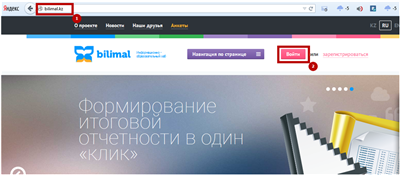 Яндекс
bilimal.kz
1
О проекте Новости Наши друзья Анкеты KZ RU
bilimal Навигация по странице Войти или зарегистрироваться
2
Формирование
итоговой
отчетности в один
«клик»